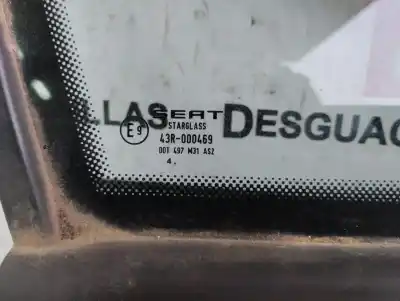 SEAT
LLAS DESGUAC
STARGLASS
E9
43R-000469
001 497 M31 AS2
4.